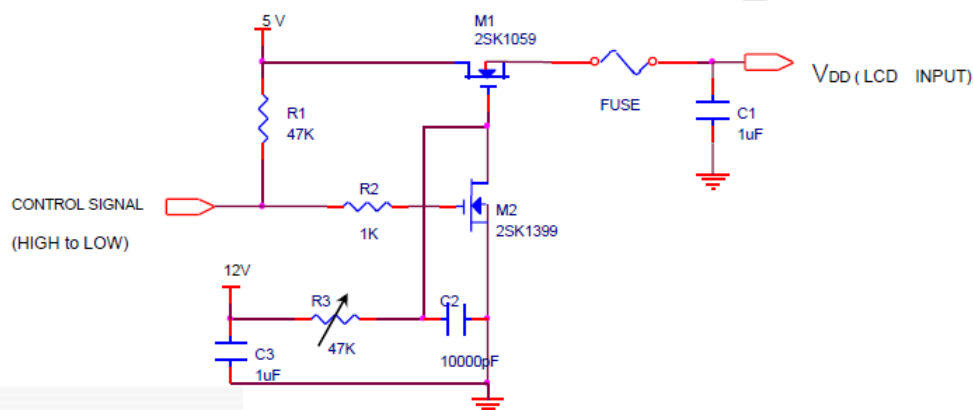 5 V
M1
2SK1059
V_DD ( LCD INPUT)
R1
47K
FUSE
C1
1uF
CONTROL SIGNAL
(HIGH to LOW)
R2
1K
M2
2SK1399
12V
R3
47K
C2
10000pF
C3
1uF